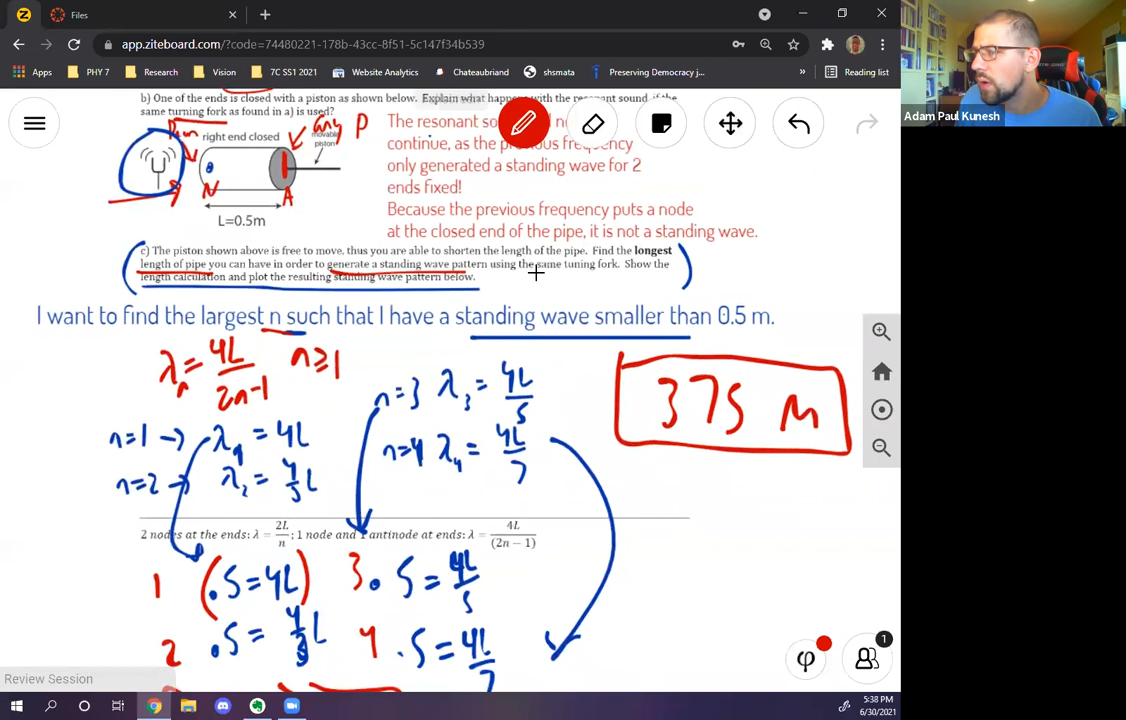 Files
app.ziteboard.com/?code=74480221-178b-43cc-8f51-5c147f34b539
Apps PHY 7 Research Vision 7C SS1 2021 Website Analytics Chateaubriand shsmata Preserving Democracy j... » Reading list
b) One of the ends is closed with a piston as shown below. Explain what happens with the resonant sound if the
same turning fork as found in a) is used?
right end closed
any P
movable
piston
N
A
L=0.5m
The resonant
continue, as the previous frequency
only generated a standing wave for 2
ends fixed!
Because the previous frequency puts a node
at the closed end of the pipe, it is not a standing wave.
c) The piston shown above is free to move, thus you are able to shorten the length of the pipe. Find the longest
length of pipe you can have in order to generate a standing wave pattern using the same tuning fork. Show the
length calculation and plot the resulting standing wave pattern below.
I want to find the largest n such that I have a standing wave smaller than 0.5 m.
λn = 4L / 2n-1 n≥1
n=1 → λ1 = 4L
n=2 → λ2 = 4/3 L
n=3 λ3 = 4L/5
n=4 λ4 = 4L/7
375 m
2 nodes at the ends: λ = 2L/n; 1 node and 1 antinode at ends: λ = 4L/(2n − 1)
1 (.5 = 4L) 3 .5 = 4L/5
2 .5 = 4/3 L 4 .5 = 4L/7
Adam Paul Kunesh
1
Review Session
5:38 PM
6/30/2021